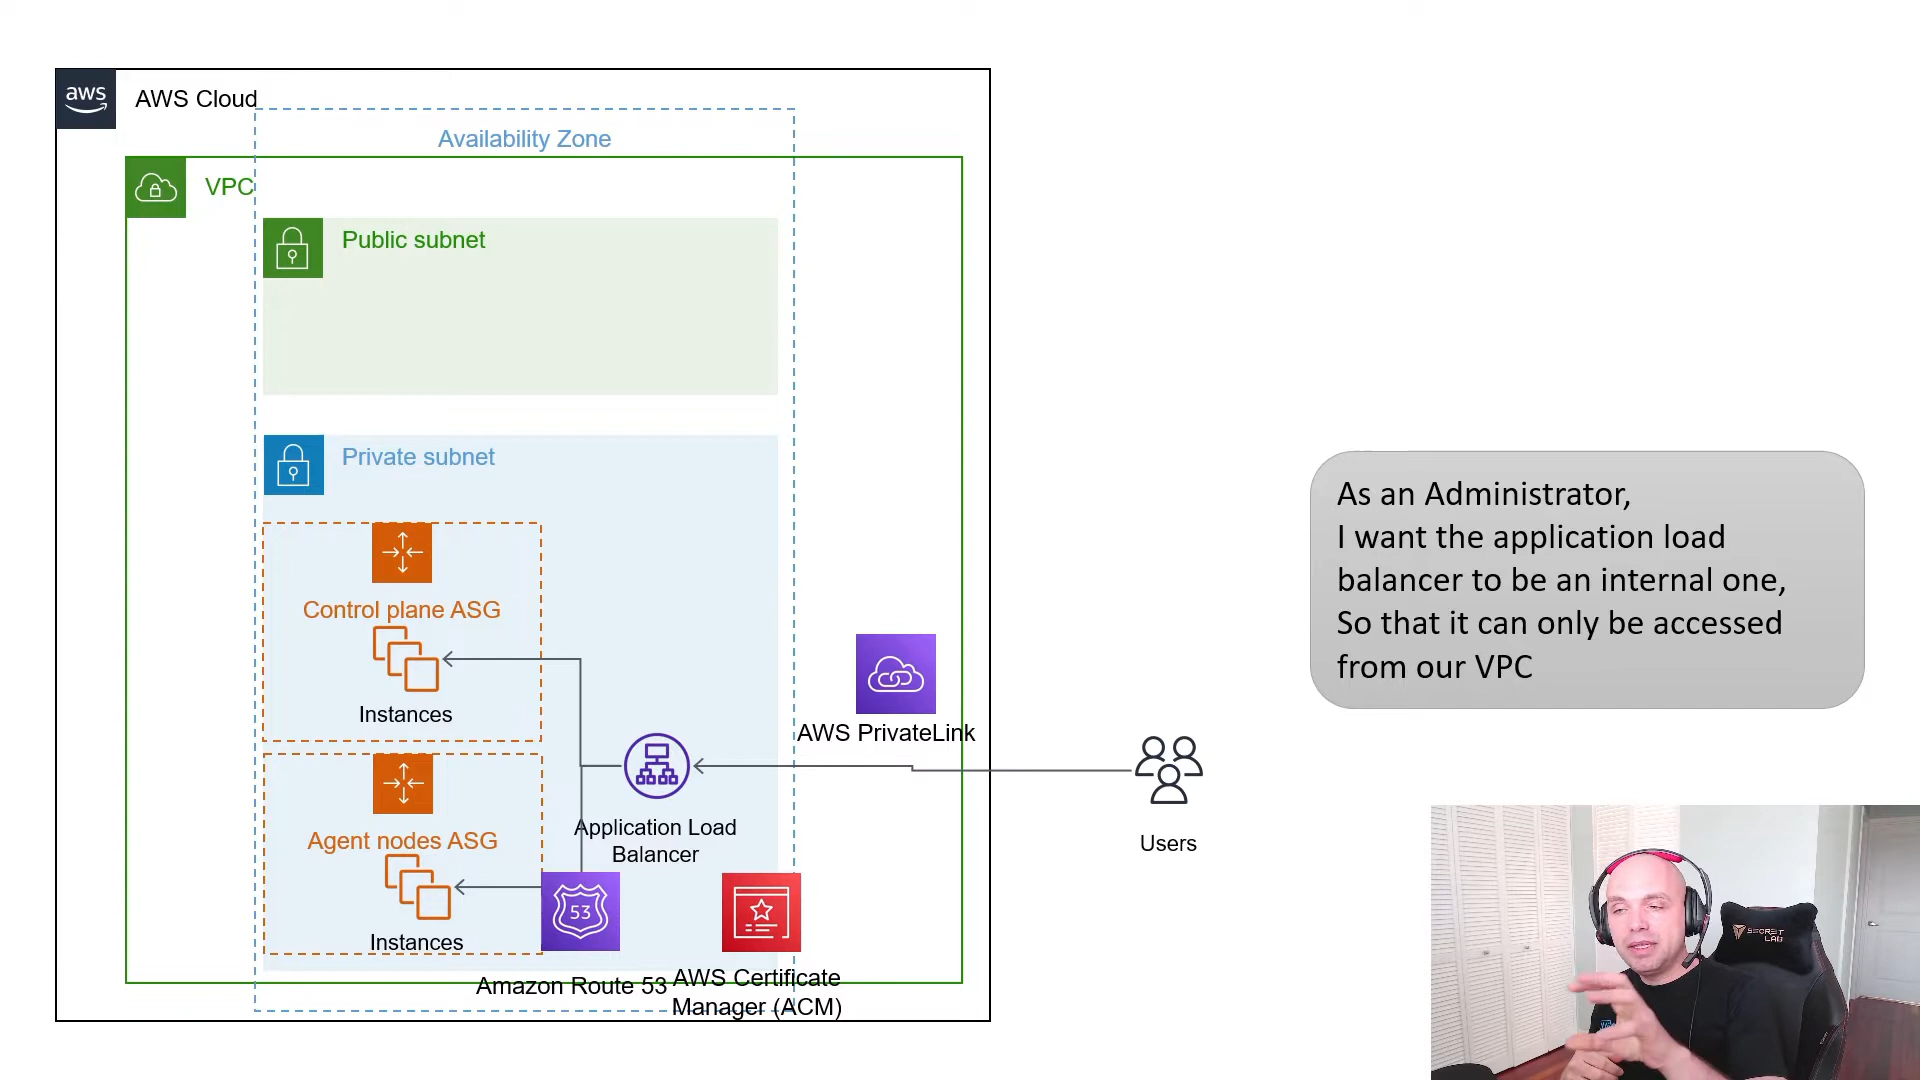 aws
AWS Cloud
Availability Zone
VPC
Public subnet
Private subnet
Control plane ASG
Instances
Agent nodes ASG
Instances
53
Amazon Route 53
Application Load
Balancer
AWS Certificate
Manager (ACM)
AWS PrivateLink
Users
As an Administrator,
I want the application load
balancer to be an internal one,
So that it can only be accessed
from our VPC
SECRET
LAB